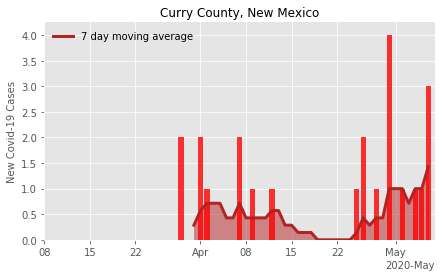 Curry County, New Mexico
7 day moving average
New Covid-19 Cases
4.0
3.5
3.0
2.5
2.0
1.5
1.0
0.5
0.0
08 15 22 Apr 08 15 22 May
2020-May